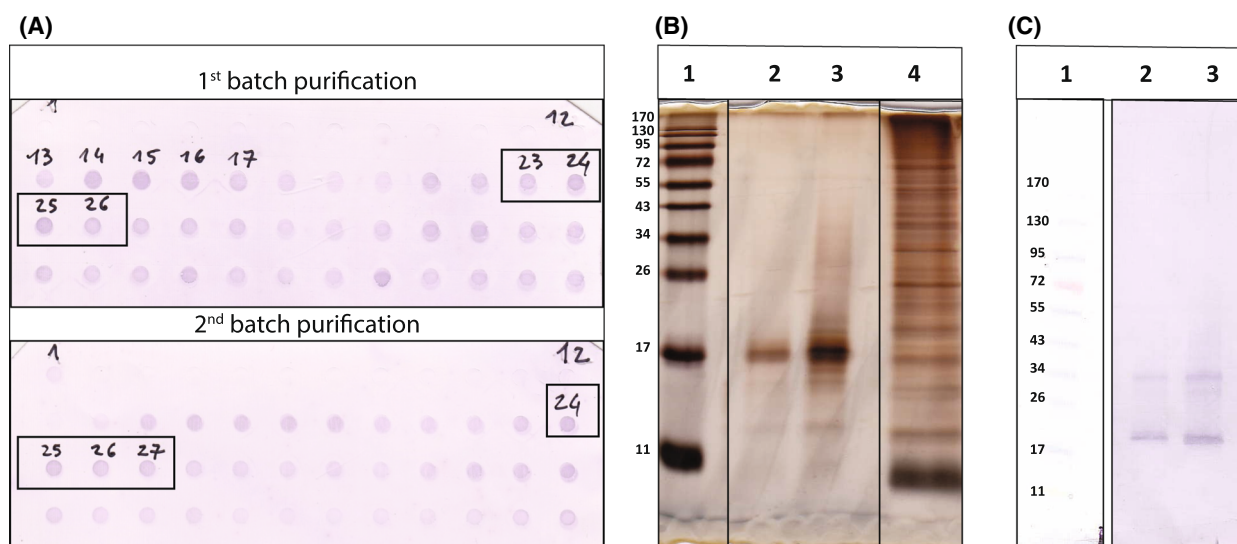 (A)
1st batch purification
1 12
13 14 15 16 17 23 24
25 26
2nd batch purification
1 12
24
25 26 27
(B)
1 2 3 4
170
130
95
72
55
43
34
26
17
11
(C)
1 2 3
170
130
95
72
55
43
34
26
17
11